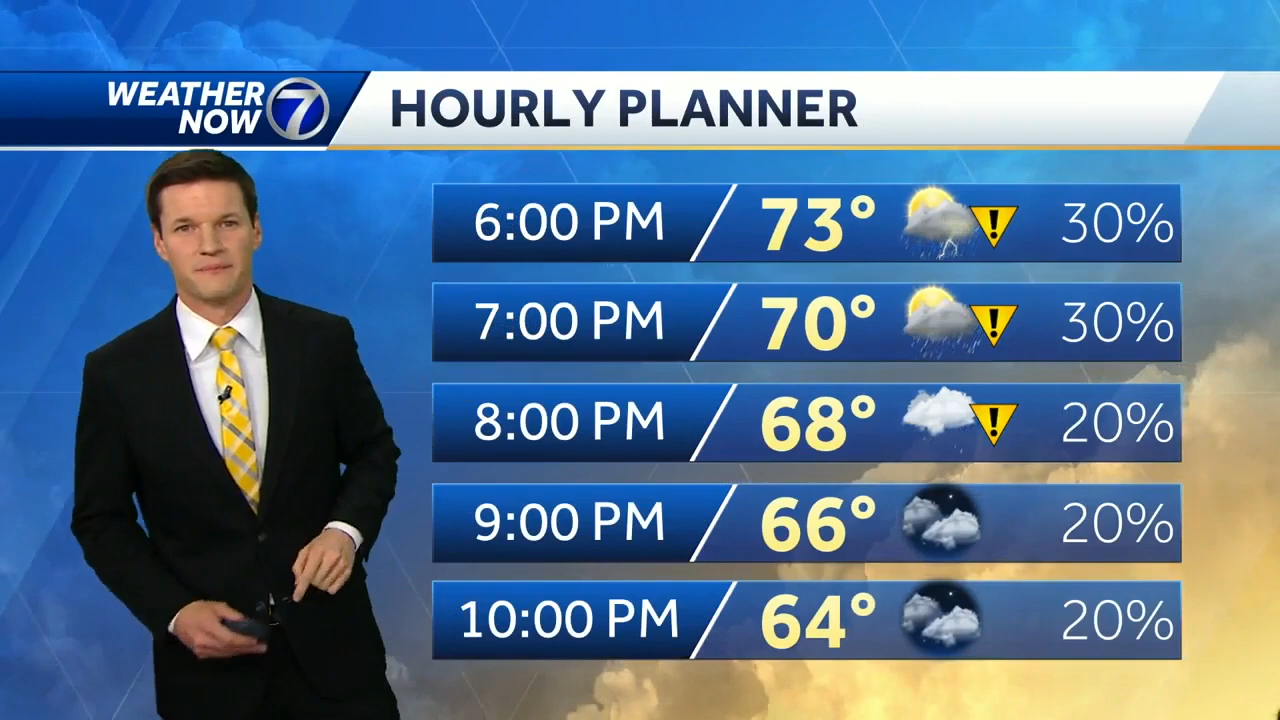 WEATHER
NOW 7
HOURLY PLANNER
6:00 PM 73° ! 30%
7:00 PM 70° ! 30%
8:00 PM 68° ! 20%
9:00 PM 66° 20%
10:00 PM 64° 20%